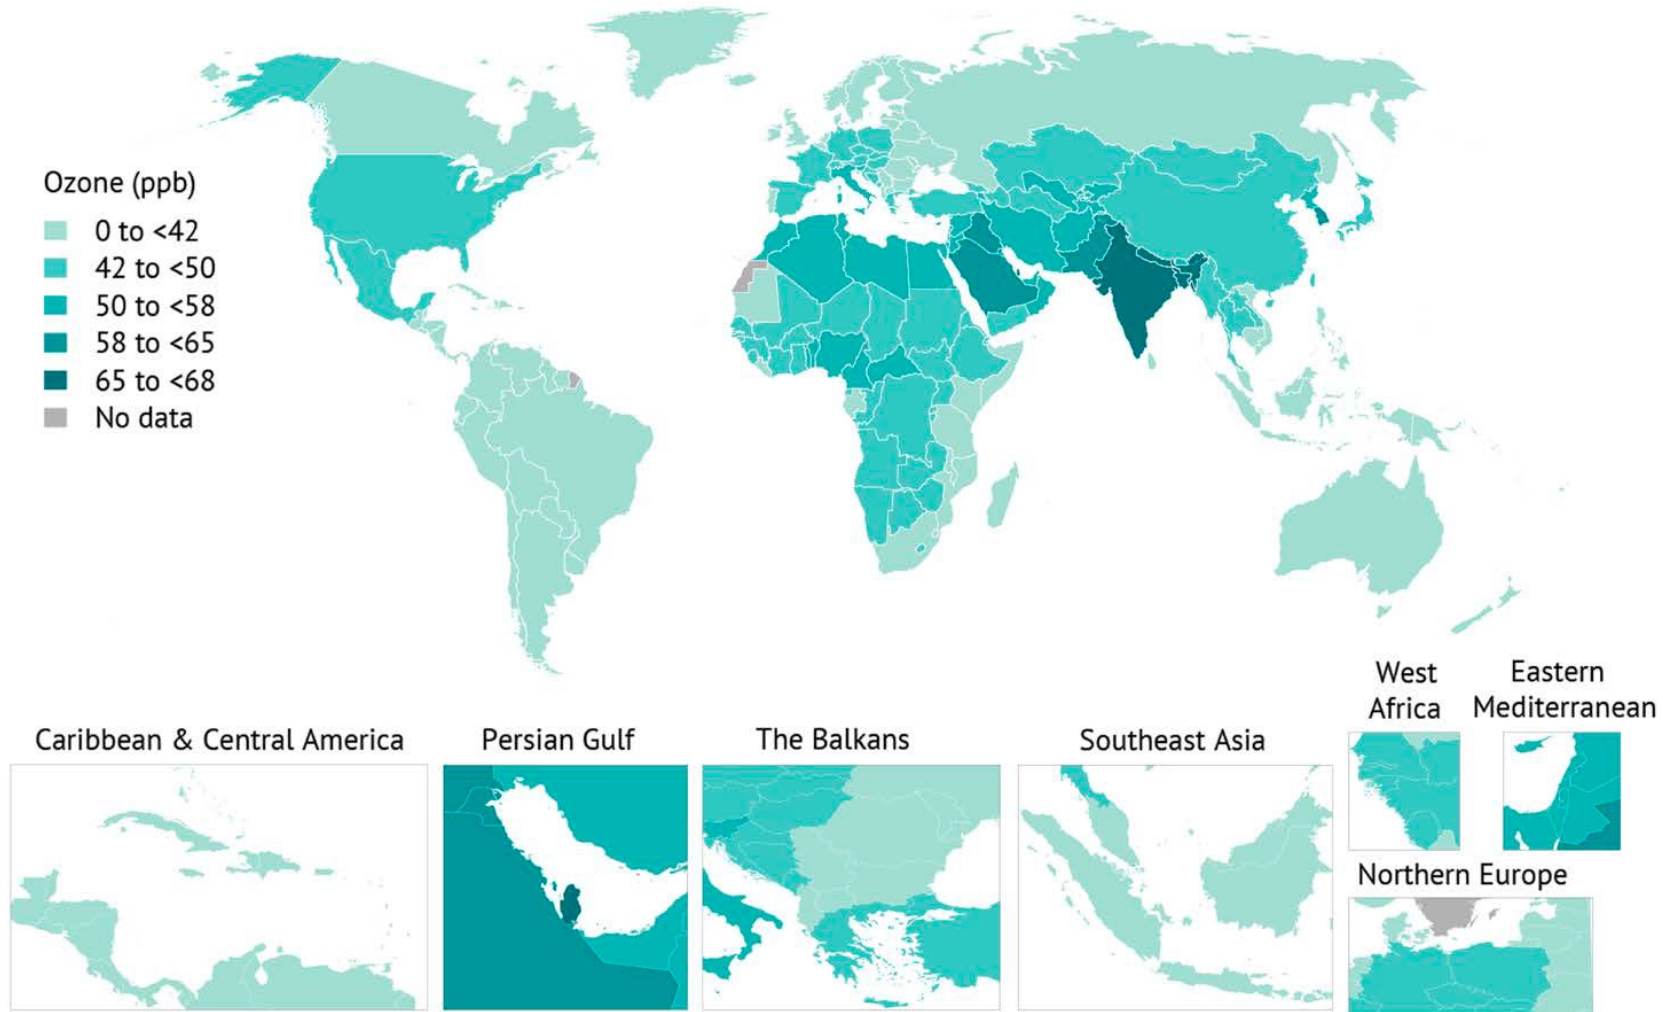 Ozone (ppb)
0 to <42
42 to <50
50 to <58
58 to <65
65 to <68
No data
West
Africa
Eastern
Mediterranean
Caribbean & Central America
Persian Gulf
The Balkans
Southeast Asia
Northern Europe